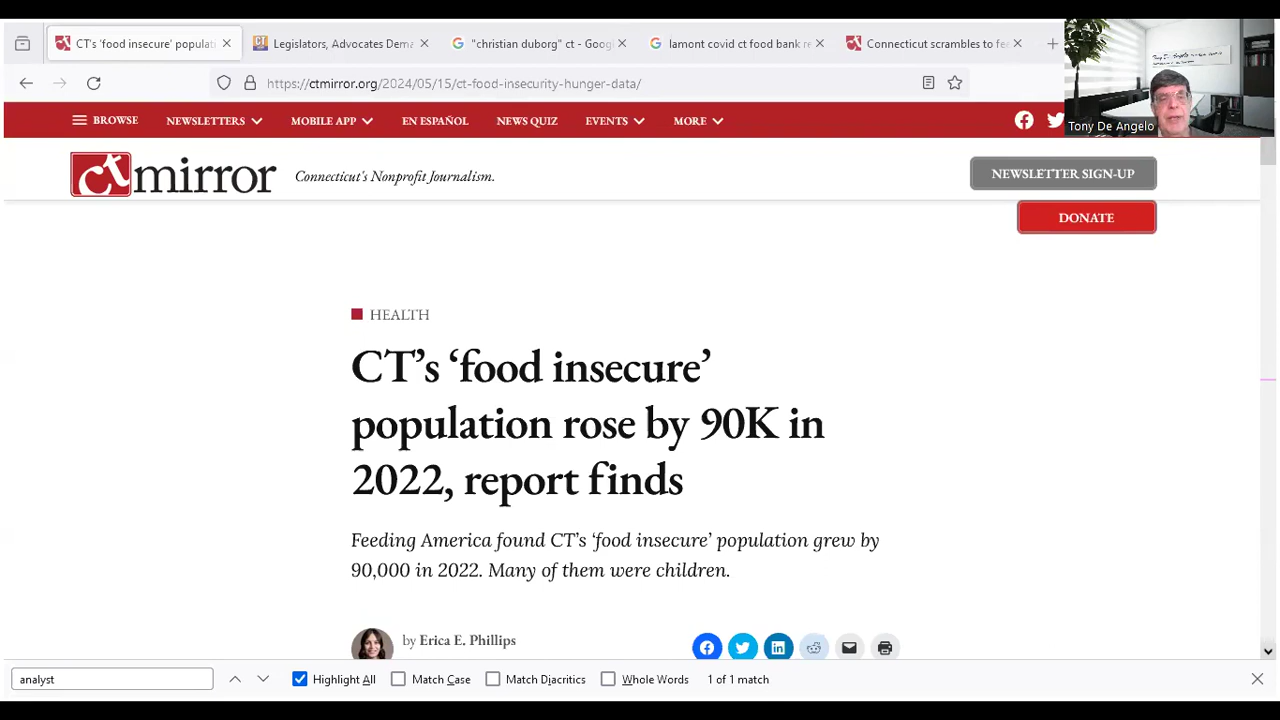 CT's 'food insecure' populati
Legislators, Advocates Den
"christian duffy" ct - Googl
lamont covid ct food bank re
Connecticut scrambles to fe
https://ctmirror.org/2024/05/15/ct-food-insecurity-hunger-data/
Tony De Angelo
BROWSE NEWSLETTERS MOBILE APP EN ESPAÑOL NEWS QUIZ EVENTS MORE
ct mirror Connecticut's Nonprofit Journalism.
NEWSLETTER SIGN-UP
DONATE
HEALTH
CT's 'food insecure'
population rose by 90K in
2022, report finds
Feeding America found CT's 'food insecure' population grew by
90,000 in 2022. Many of them were children.
by Erica E. Phillips
analyst Highlight All Match Case Match Diacritics Whole Words 1 of 1 match